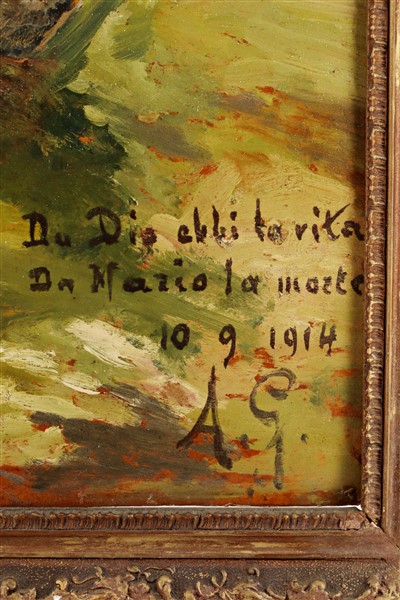 Da Dio ebbi la vita
Da Mario la morte
10 9 1914
A. G.